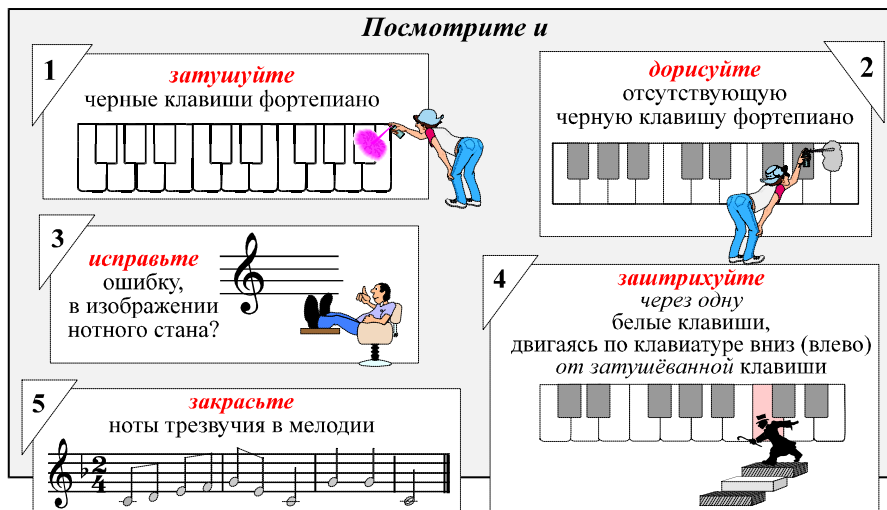 Посмотрите и
1
затушуйте
черные клавиши фортепиано
2
дорисуйте
отсутствующую
черную клавишу фортепиано
3
исправьте
ошибку,
в изображении
нотного стана?
4
заштрихуйте
через одну
белые клавиши,
двигаясь по клавиатуре вниз (влево)
от затушёванной клавиши
5
закрасьте
ноты трезвучия в мелодии
2
4